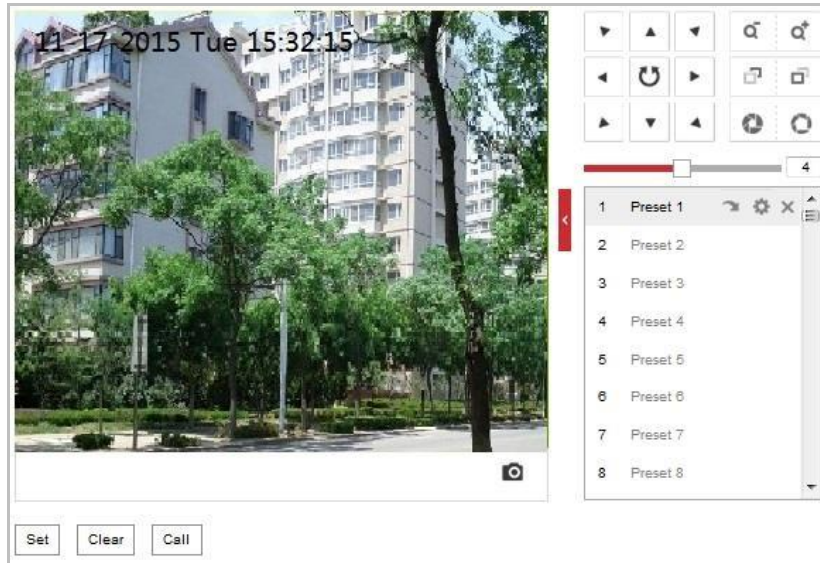 11-17-2015 Tue 15:32:15
4
1 Preset 1
2 Preset 2
3 Preset 3
4 Preset 4
5 Preset 5
6 Preset 6
7 Preset 7
8 Preset 8
Set Clear Call